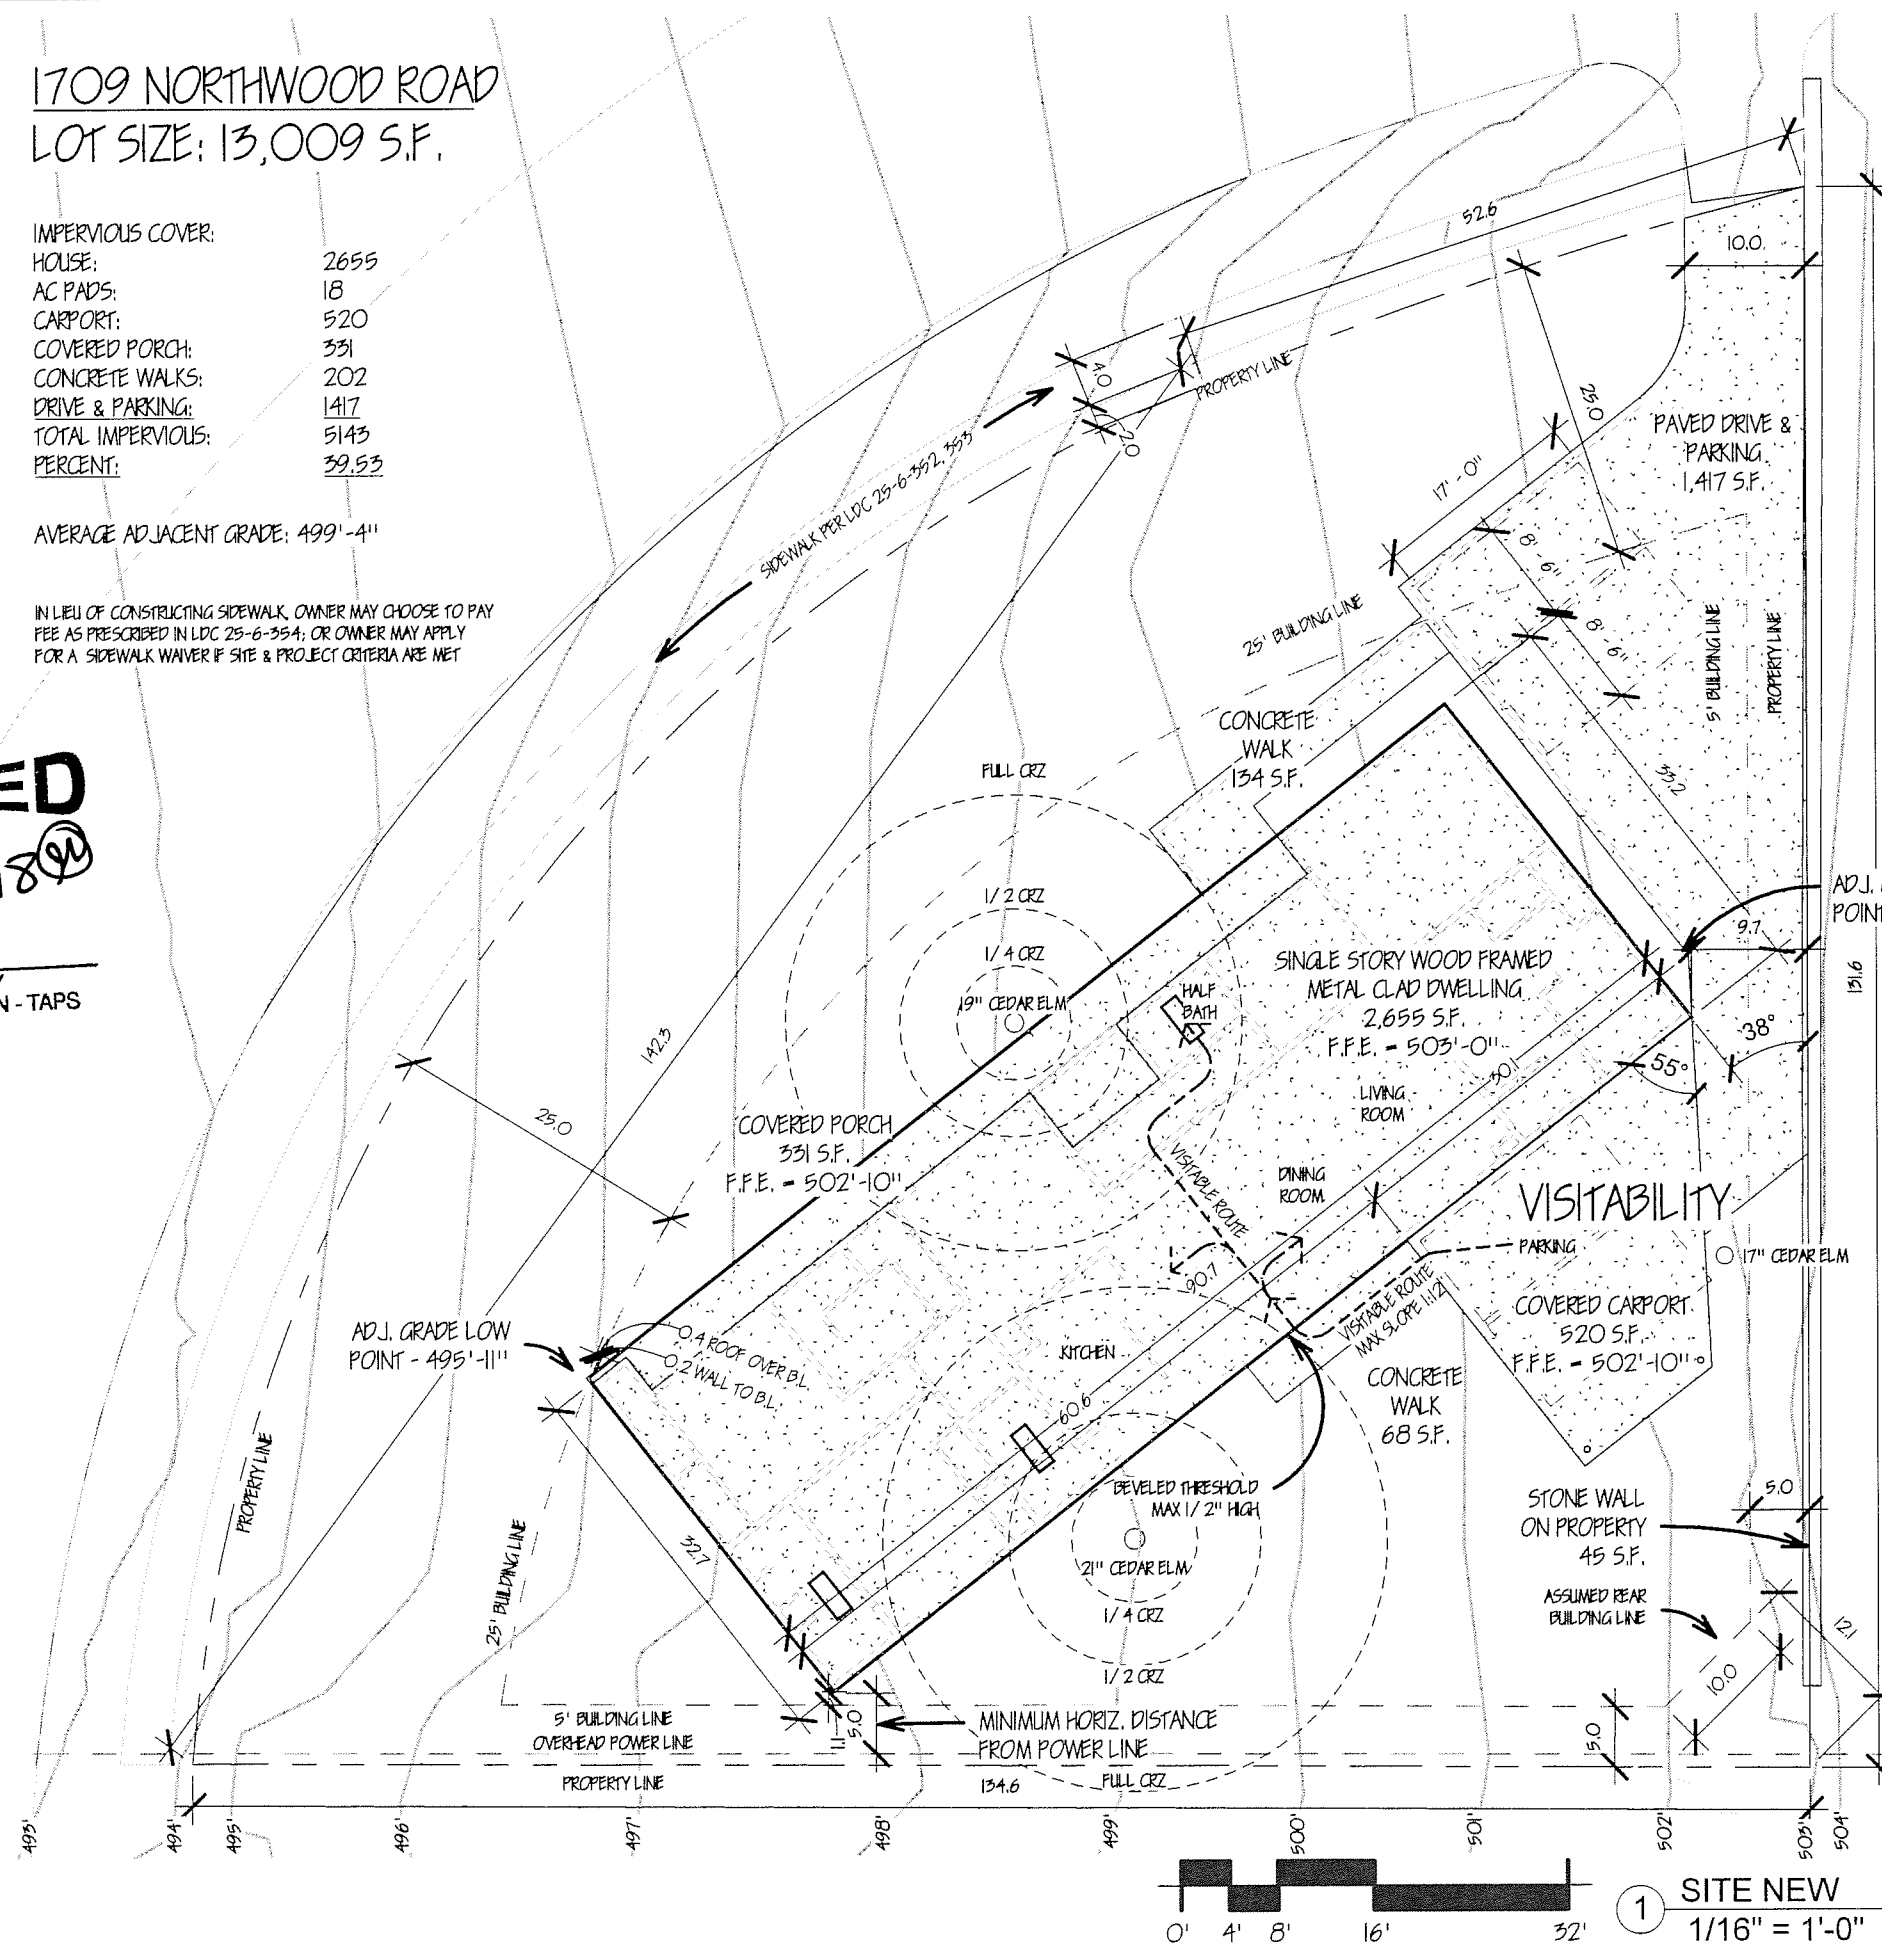 1709 NORTHWOOD ROAD
LOT SIZE: 13,009 S.F.
IMPERVIOUS COVER:
HOUSE: 2655
AC PADS: 18
CARPORT: 520
COVERED PORCH: 331
CONCRETE WALKS: 202
DRIVE & PARKING: 1417
TOTAL IMPERVIOUS: 5143
PERCENT: 39.53
AVERAGE ADJACENT GRADE: 499'-4"
IN LIEU OF CONSTRUCTING SIDEWALK, OWNER MAY CHOOSE TO PAY
FEE AS PRESCRIBED IN LDC 25-6-354; OR OWNER MAY APPLY
FOR A SIDEWALK WAIVER IF SITE & PROJECT CRITERIA ARE MET
ED
N - TAPS
52.6
10.0
4.0
2.0
PROPERTY LINE
SIDEWALK PER LDC 25-6-352, 353
25.0
17'-0"
PAVED DRIVE &
PARKING
1,417 S.F.
8'-6"
8'-6"
25' BUILDING LINE
5' BUILDING LINE
PROPERTY LINE
CONCRETE
WALK
134 S.F.
33.2
FULL CRZ
1/2 CRZ
1/4 CRZ
19" CEDAR ELM
ADJ.
POINT
9.7
131.6
38°
55°
HALF
BATH
SINGLE STORY WOOD FRAMED
METAL CLAD DWELLING
2,655 S.F.
F.F.E. = 503'-0"
30.1
LIVING
ROOM
142.3
25.0
COVERED PORCH
331 S.F.
F.F.E. = 502'-10"
VISITABLE ROUTE
DINING
ROOM
VISITABILITY
PARKING
17" CEDAR ELM
90.7
VISITABLE ROUTE
MAX SLOPE 1:12
COVERED CARPORT
520 S.F.
F.F.E. = 502'-10"
ADJ. GRADE LOW
POINT - 495'-11"
0.4 ROOF OVER B.L.
0.2 WALL TO B.L.
KITCHEN
60.6
CONCRETE
WALK
68 S.F.
BEVELED THRESHOLD
MAX 1/2" HIGH
21" CEDAR ELM
1/4 CRZ
1/2 CRZ
FULL CRZ
5.0
STONE WALL
ON PROPERTY
45 S.F.
ASSUMED REAR
BUILDING LINE
12.1
10.0
5.0
PROPERTY LINE
25' BUILDING LINE
32.7
5' BUILDING LINE
OVERHEAD POWER LINE
PROPERTY LINE
5.0
MINIMUM HORIZ. DISTANCE
FROM POWER LINE
134.6
493'
494'
495'
496'
497'
498'
499'
500'
501'
502'
503'
504'
0' 4' 8' 16' 32'
1 SITE NEW
1/16" = 1'-0"